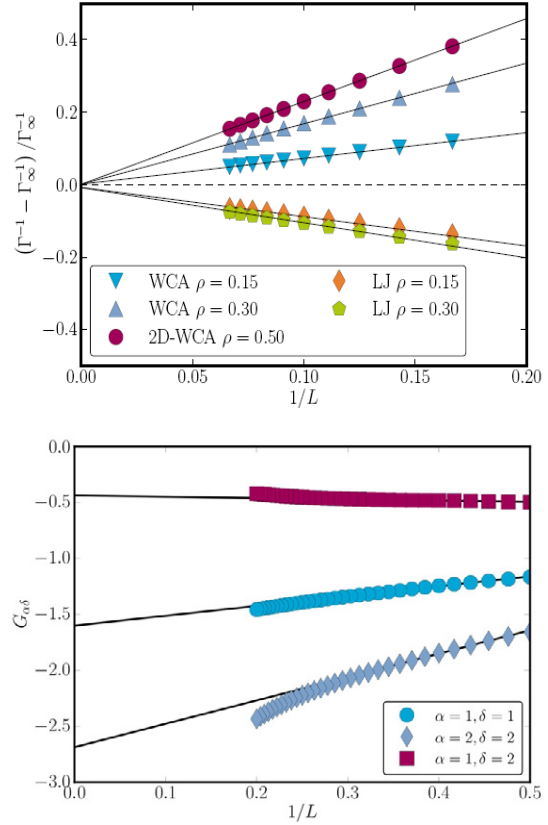 0.4
0.2
0.0
−0.2
−0.4
(Γ⁻¹ − Γ∞⁻¹)/Γ∞⁻¹
WCA ρ = 0.15
LJ ρ = 0.15
WCA ρ = 0.30
LJ ρ = 0.30
2D-WCA ρ = 0.50
0.00 0.05 0.10 0.15 0.20
1/L
0.0
−0.5
−1.0
−1.5
−2.0
−2.5
−3.0
G_αδ
α = 1, δ = 1
α = 2, δ = 2
α = 1, δ = 2
0.0 0.1 0.2 0.3 0.4 0.5
1/L